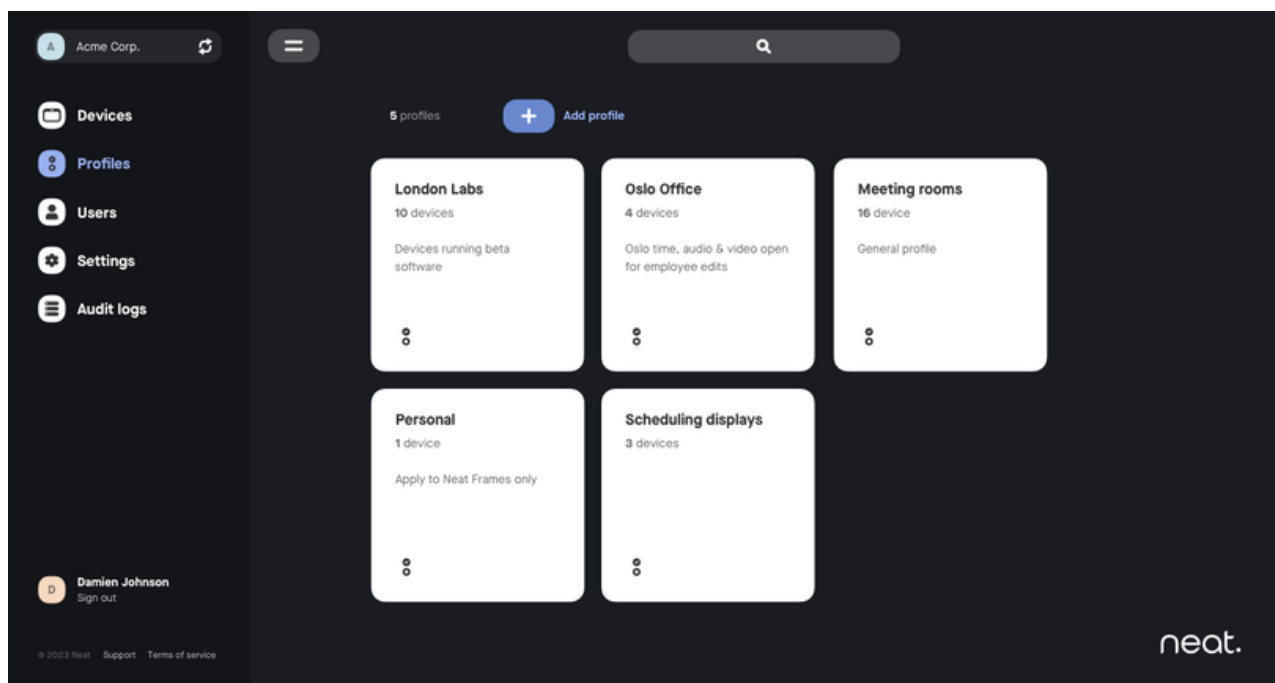 A Acme Corp.
Devices
Profiles
Users
Settings
Audit logs
D Damien Johnson
Sign out
© 2023 Neat Support Terms of service
5 profiles
Add profile
London Labs
10 devices
Devices running beta
software
Oslo Office
4 devices
Oslo time, audio & video open
for employee edits
Meeting rooms
16 device
General profile
Personal
1 device
Apply to Neat Frames only
Scheduling displays
3 devices
neat.